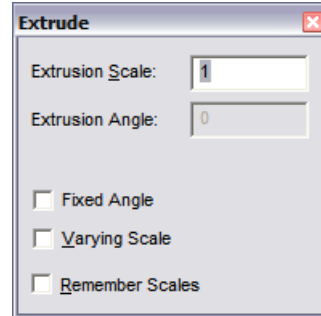 Extrude
Extrusion Scale: 1
Extrusion Angle: 0
Fixed Angle
Varying Scale
Remember Scales